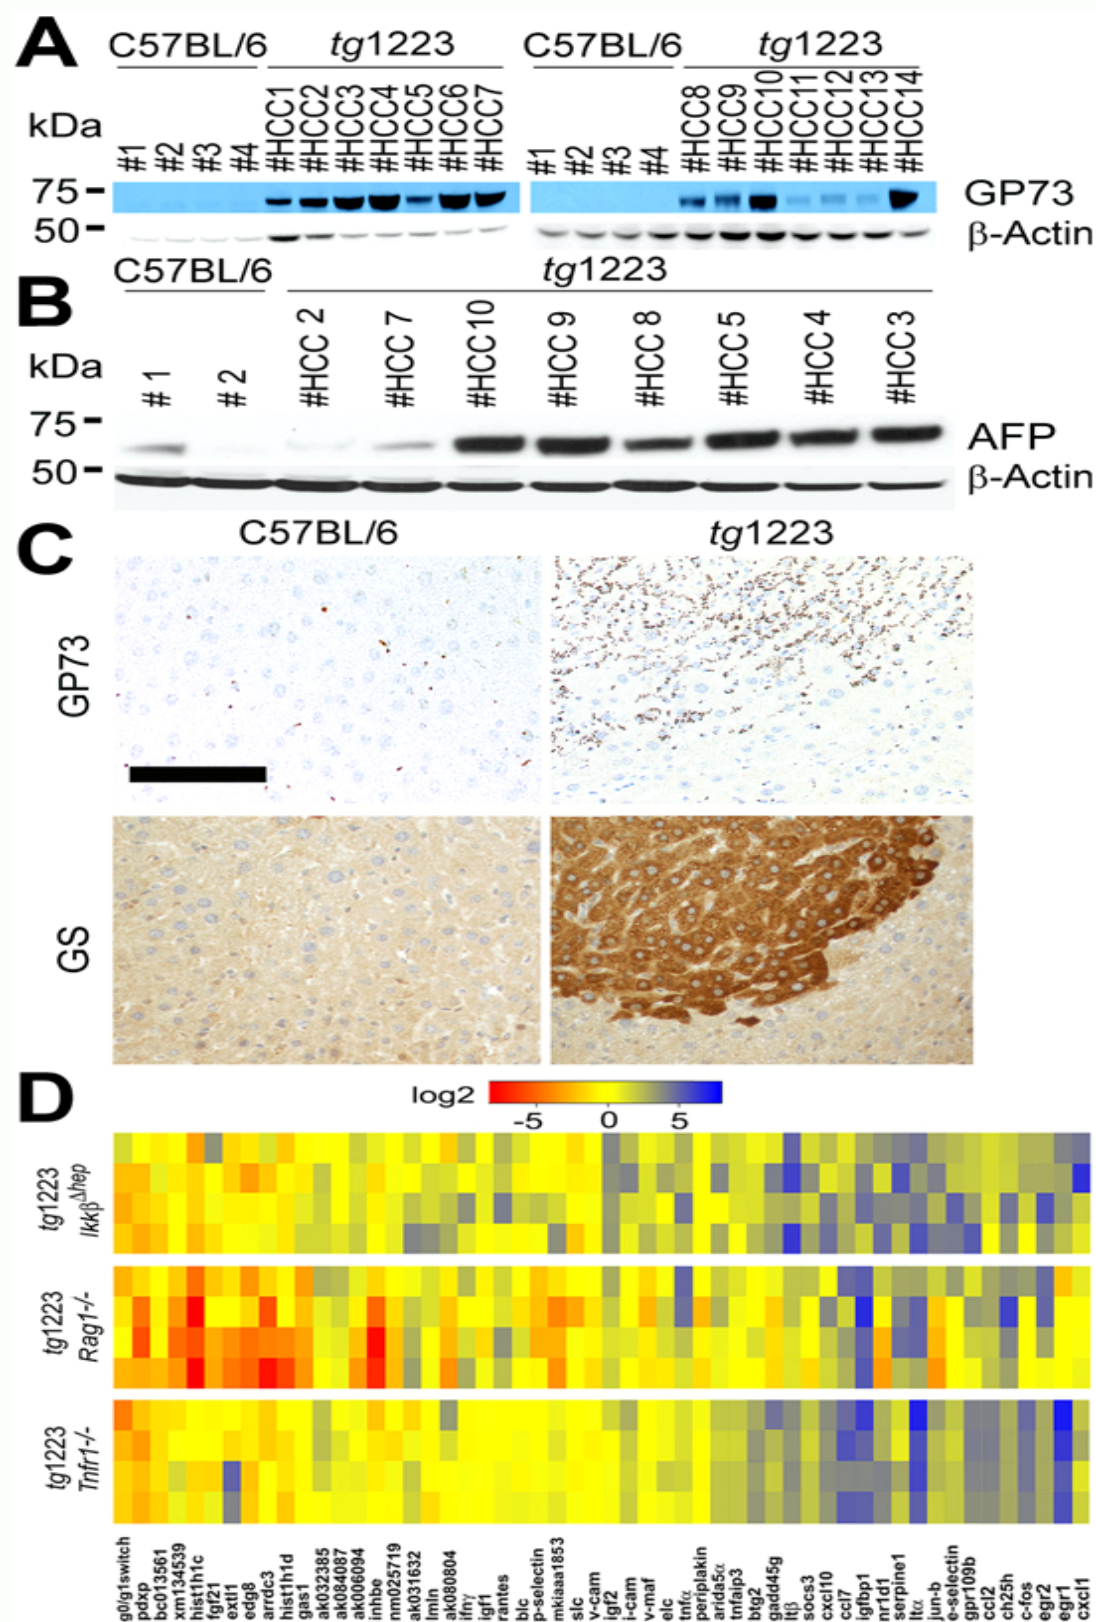 A
C57BL/6 tg1223 C57BL/6 tg1223
kDa
#1 #2 #3 #4 #HCC1 #HCC2 #HCC3 #HCC4 #HCC5 #HCC6 #HCC7 #1 #2 #3 #4 #HCC8 #HCC9 #HCC10 #HCC11 #HCC12 #HCC13 #HCC14
75 GP73
50 β-Actin
B
C57BL/6 tg1223
kDa
#1 #2 #HCC 2 #HCC 7 #HCC10 #HCC 9 #HCC 8 #HCC 5 #HCC 4 #HCC3
75 AFP
50 β-Actin
C
C57BL/6 tg1223
GP73
GS
D
log2
-5 0 5
tg1223
IkkβΔhep
tg1223
Rag1-/-
tg1223
Tnfr1-/-
g0/g1switch
pdxp
bc013561
xm134539
hist1h1c
fgf21
extl1
edg8
arrdc3
hist1h1d
gas1
ak032385
ak084087
ak006094
inhbe
nm025719
ak031632
lmln
ak080804
ifnγ
igf1
rantes
blc
p-selectin
mkiaaa1853
slc
v-cam
igf2
i-cam
v-maf
elc
tnfα
periplakin
arida5α
tnfaip3
btg2
gadd45g
ltβ
socs3
cxcl10
ccl7
igfbp1
nr1d1
serpine1
ltα
jun-b
e-selectin
gpr109b
ccl2
ch25h
c-fos
egr2
egr1
cxcl1